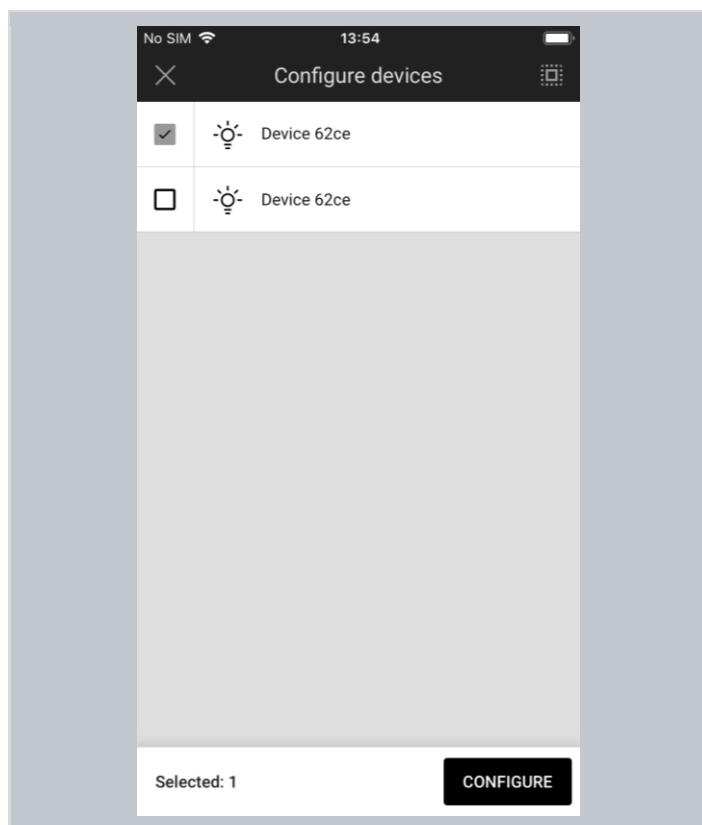 No SIM 13:54
Configure devices
Device 62ce
Device 62ce
Selected: 1 CONFIGURE